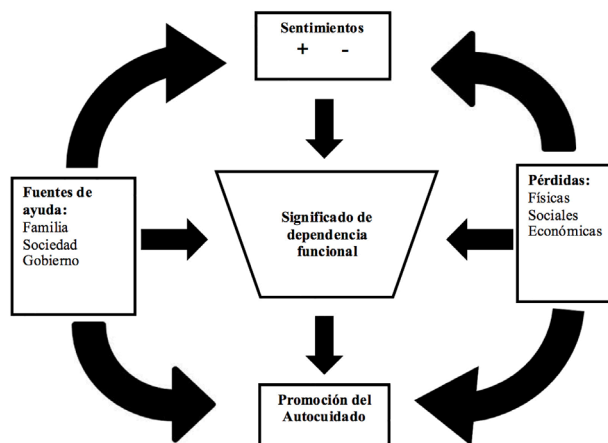 Sentimientos
+ -
Fuentes de
ayuda:
Familia
Sociedad
Gobierno
Significado de
dependencia
funcional
Pérdidas:
Físicas
Sociales
Económicas
Promoción del
Autocuidado